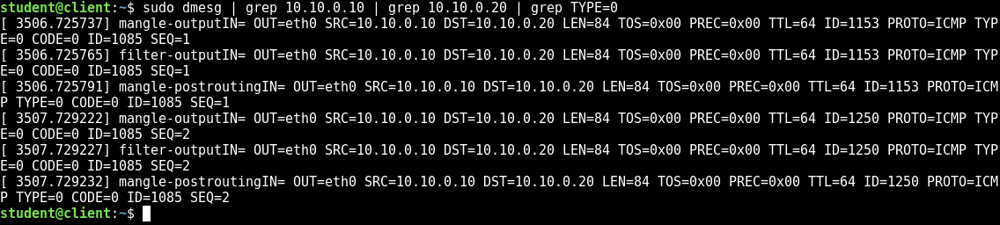 student@client:~$ sudo dmesg | grep 10.10.0.10 | grep 10.10.0.20 | grep TYPE=0
[ 3506.725737] mangle-outputIN= OUT=eth0 SRC=10.10.0.10 DST=10.10.0.20 LEN=84 TOS=0x00 PREC=0x00 TTL=64 ID=1153 PROTO=ICMP TYP
E=0 CODE=0 ID=1085 SEQ=1
[ 3506.725765] filter-outputIN= OUT=eth0 SRC=10.10.0.10 DST=10.10.0.20 LEN=84 TOS=0x00 PREC=0x00 TTL=64 ID=1153 PROTO=ICMP TYP
E=0 CODE=0 ID=1085 SEQ=1
[ 3506.725791] mangle-postroutingIN= OUT=eth0 SRC=10.10.0.10 DST=10.10.0.20 LEN=84 TOS=0x00 PREC=0x00 TTL=64 ID=1153 PROTO=ICM
P TYPE=0 CODE=0 ID=1085 SEQ=1
[ 3507.729222] mangle-outputIN= OUT=eth0 SRC=10.10.0.10 DST=10.10.0.20 LEN=84 TOS=0x00 PREC=0x00 TTL=64 ID=1250 PROTO=ICMP TYP
E=0 CODE=0 ID=1085 SEQ=2
[ 3507.729227] filter-outputIN= OUT=eth0 SRC=10.10.0.10 DST=10.10.0.20 LEN=84 TOS=0x00 PREC=0x00 TTL=64 ID=1250 PROTO=ICMP TYP
E=0 CODE=0 ID=1085 SEQ=2
[ 3507.729232] mangle-postroutingIN= OUT=eth0 SRC=10.10.0.10 DST=10.10.0.20 LEN=84 TOS=0x00 PREC=0x00 TTL=64 ID=1250 PROTO=ICM
P TYPE=0 CODE=0 ID=1085 SEQ=2
student@client:~$